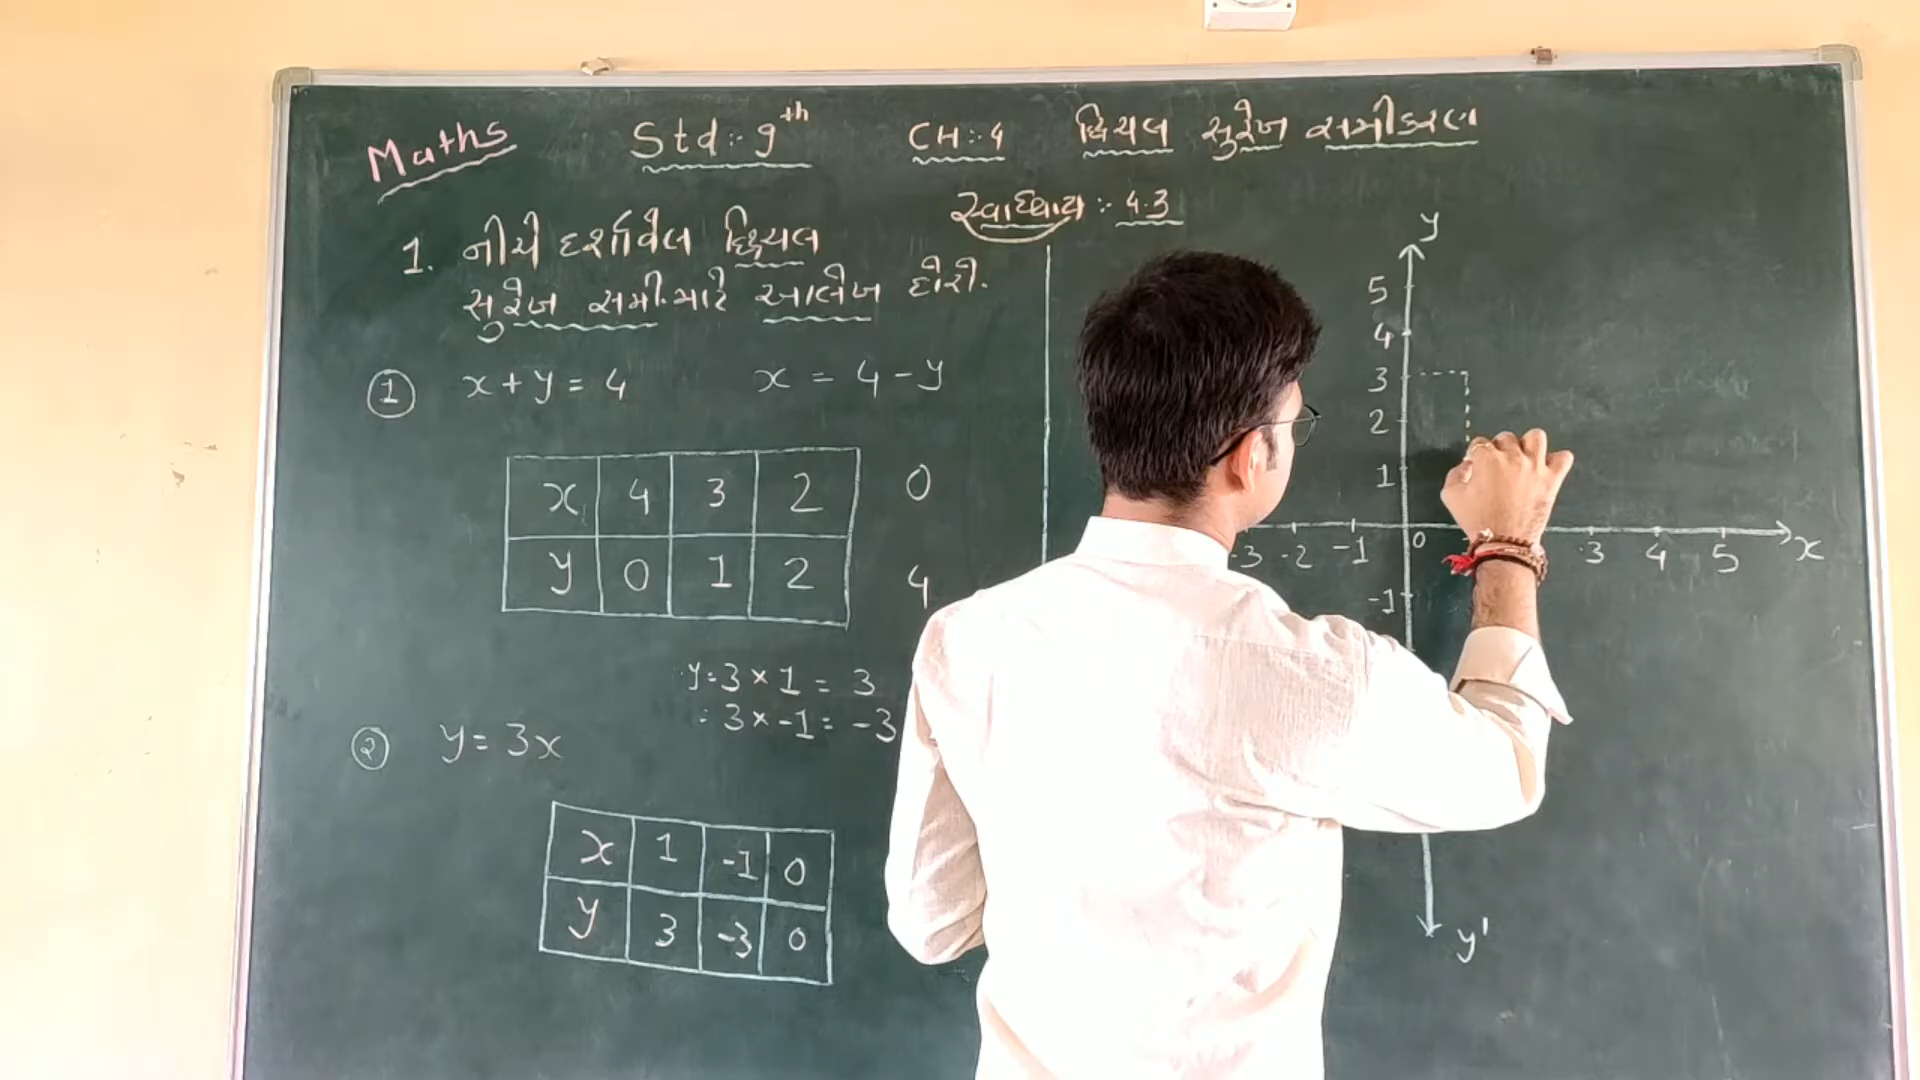 Maths Std :- 9th CH :- 4 દ્વિચલ સુરેખ સમીકરણ
સ્વાધ્યાય :- 4.3
1. નીચે દર્શાવેલ દ્વિચલ
સુરેખ સમી. માટે આલેખ દોરો.
① x + y = 4 x = 4 - y
x 4 3 2 0
y 0 1 2 4
y = 3 × 1 = 3
= 3 × -1 = -3
② y = 3x
x 1 -1 0
y 3 -3 0
y
5
4
3
2
1
-3 -2 -1 0 3 4 5 x
-1
y'